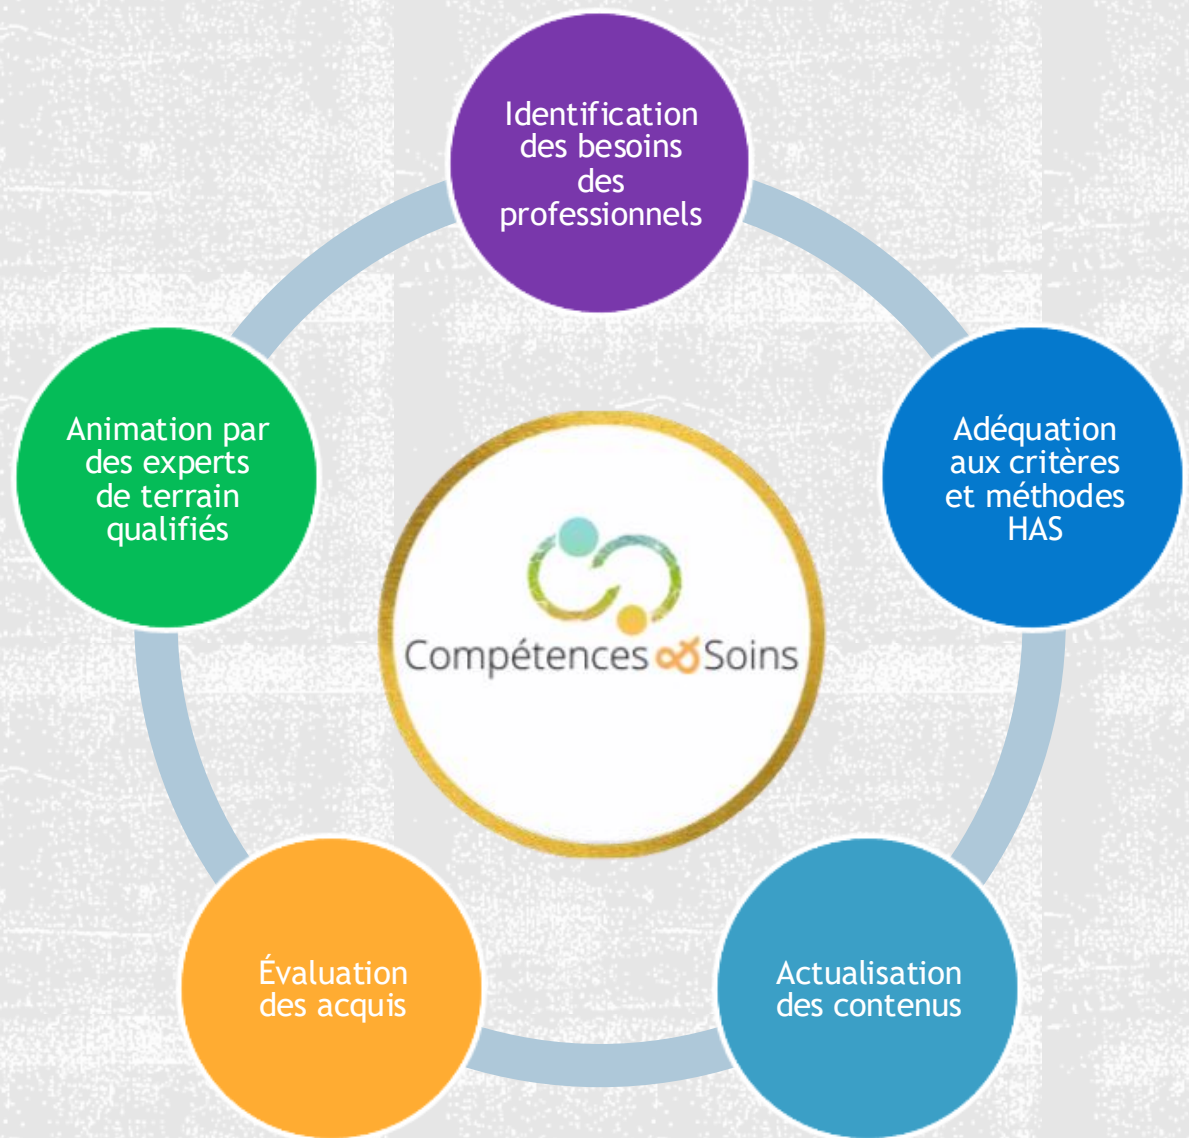 Identification
des besoins
des
professionnels
Adéquation
aux critères
et méthodes
HAS
Actualisation
des contenus
Évaluation
des acquis
Animation par
des experts
de terrain
qualifiés
Compétences & Soins